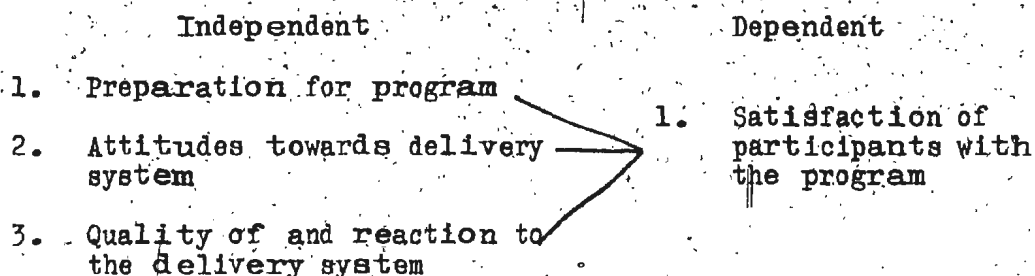 Independent
Dependent
1. Preparation for program
2. Attitudes towards delivery
system
3. Quality of and reaction to
the delivery system
1. Satisfaction of
participants with
the program